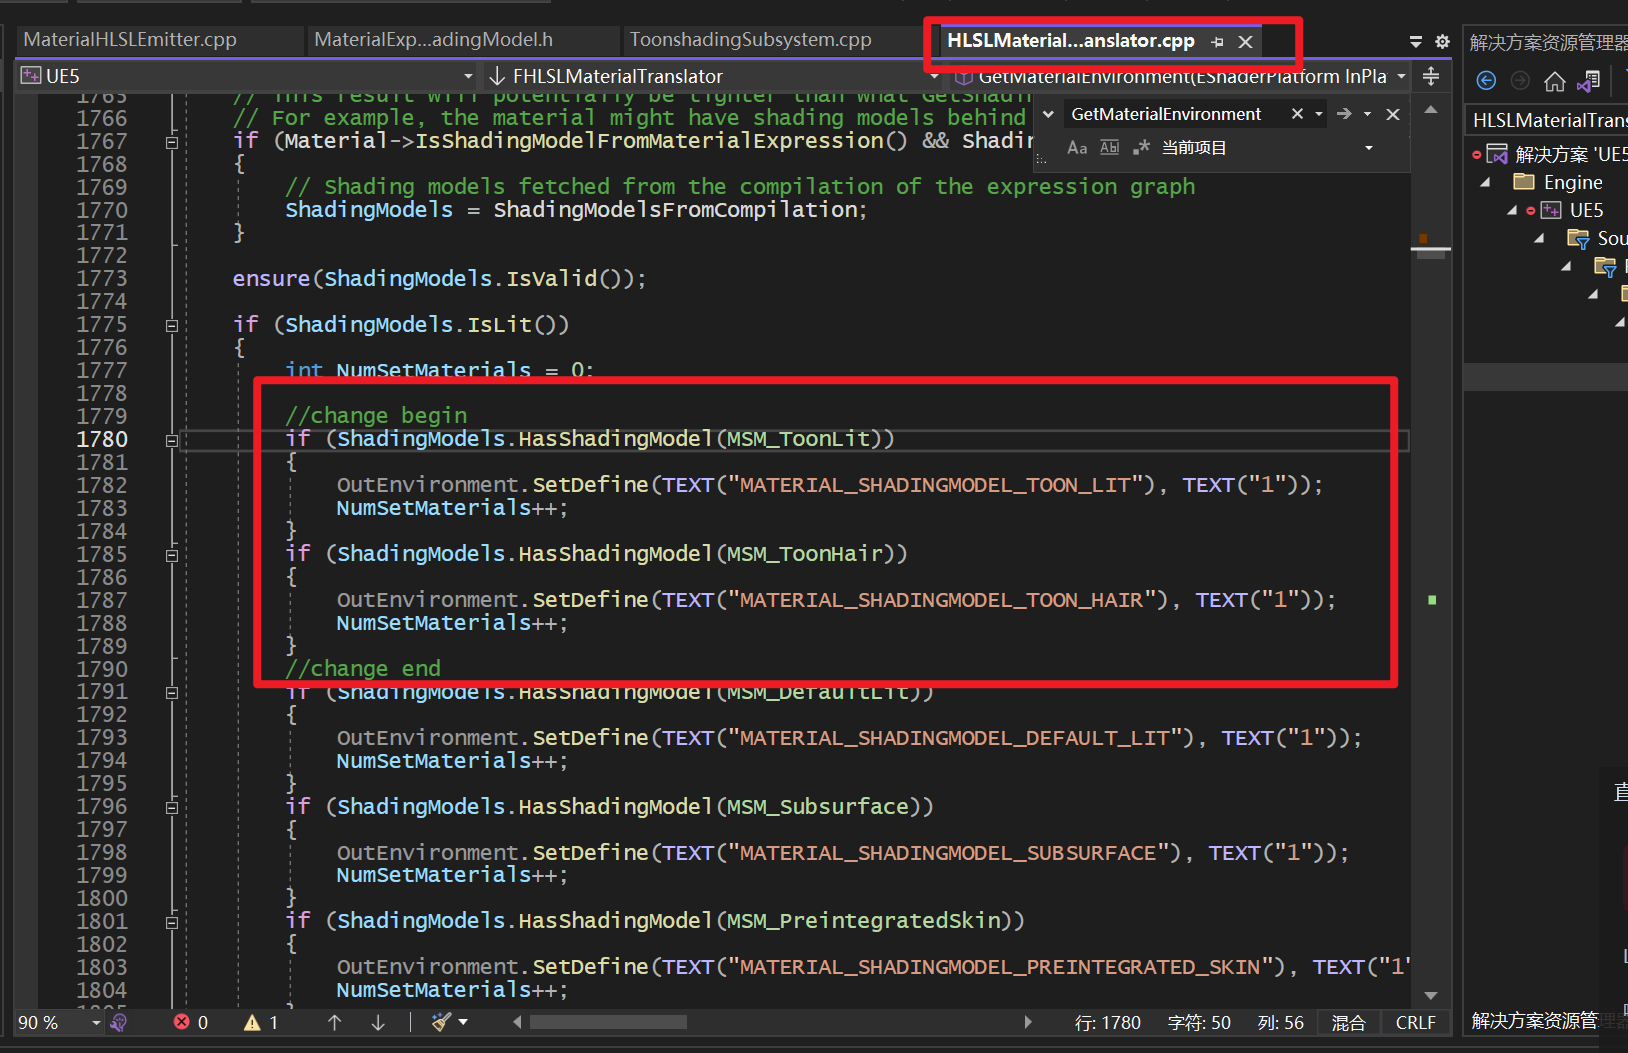 MaterialHLSLEmitter.cpp
MaterialExp...adingModel.h
ToonshadingSubsystem.cpp
HLSLMaterial...anslator.cpp
解决方案资源管理器
UE5
FHLSLMaterialTranslator
GetMaterialEnvironment(EShaderPlatform InPla
GetMaterialEnvironment
Aa
Abl
当前项目
HLSLMaterialTrans
解决方案 'UE5
Engine
UE5
Sou
1765 // This result will potentially be tighter than what GetShadin
1766 // For example, the material might have shading models behind
1767 if (Material->IsShadingModelFromMaterialExpression() && Shadin
1768 {
1769 // Shading models fetched from the compilation of the expression graph
1770 ShadingModels = ShadingModelsFromCompilation;
1771 }
1772
1773 ensure(ShadingModels.IsValid());
1774
1775 if (ShadingModels.IsLit())
1776 {
1777 int NumSetMaterials = 0;
1778
1779 //change begin
1780 if (ShadingModels.HasShadingModel(MSM_ToonLit))
1781 {
1782 OutEnvironment.SetDefine(TEXT("MATERIAL_SHADINGMODEL_TOON_LIT"), TEXT("1"));
1783 NumSetMaterials++;
1784 }
1785 if (ShadingModels.HasShadingModel(MSM_ToonHair))
1786 {
1787 OutEnvironment.SetDefine(TEXT("MATERIAL_SHADINGMODEL_TOON_HAIR"), TEXT("1"));
1788 NumSetMaterials++;
1789 }
1790 //change end
1791 if (ShadingModels.HasShadingModel(MSM_DefaultLit))
1792 {
1793 OutEnvironment.SetDefine(TEXT("MATERIAL_SHADINGMODEL_DEFAULT_LIT"), TEXT("1"));
1794 NumSetMaterials++;
1795 }
1796 if (ShadingModels.HasShadingModel(MSM_Subsurface))
1797 {
1798 OutEnvironment.SetDefine(TEXT("MATERIAL_SHADINGMODEL_SUBSURFACE"), TEXT("1"));
1799 NumSetMaterials++;
1800 }
1801 if (ShadingModels.HasShadingModel(MSM_PreintegratedSkin))
1802 {
1803 OutEnvironment.SetDefine(TEXT("MATERIAL_SHADINGMODEL_PREINTEGRATED_SKIN"), TEXT("1"
1804 NumSetMaterials++;
90 %
0
1
行: 1780
字符: 50
列: 56
混合
CRLF
解决方案资源管理器